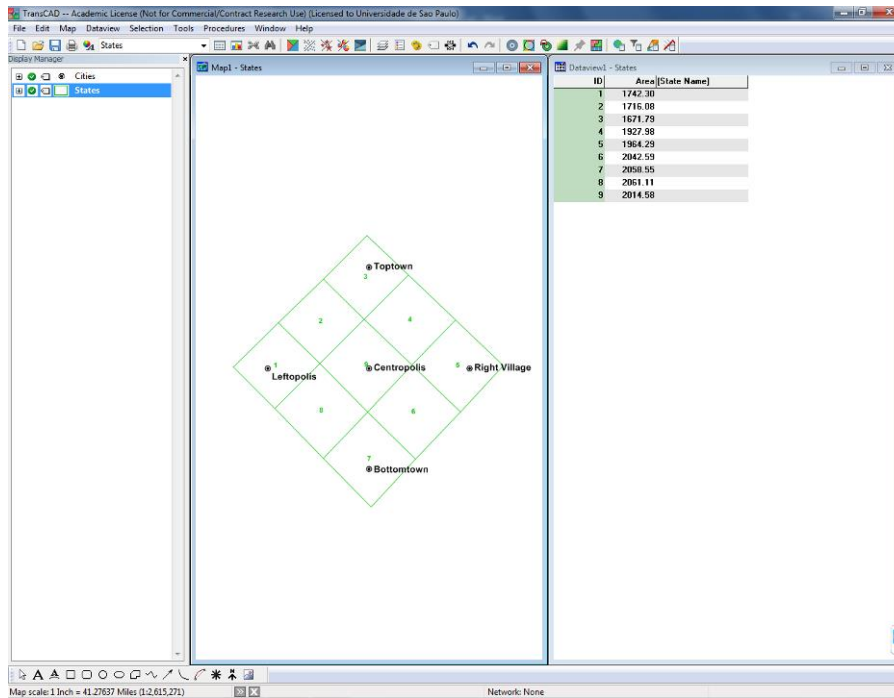 TransCAD -- Academic License (Not for Commercial/Contract Research Use) (Licensed to Universidade de Sao Paulo)
File Edit Map Dataview Selection Tools Procedures Window Help
States
Display Manager
Cities
States
Map1 - States
Toptown
3
2
4
1
Leftopolis
9
Centropolis
5
Right Village
8
6
7
Bottomtown
Dataview1 - States
ID Area [State Name]
1 1742.30
2 1716.08
3 1671.79
4 1927.98
5 1964.29
6 2042.59
7 2058.55
8 2061.11
9 2014.58
Map scale: 1 Inch = 41.27637 Miles (1:2,615,271)
Network: None